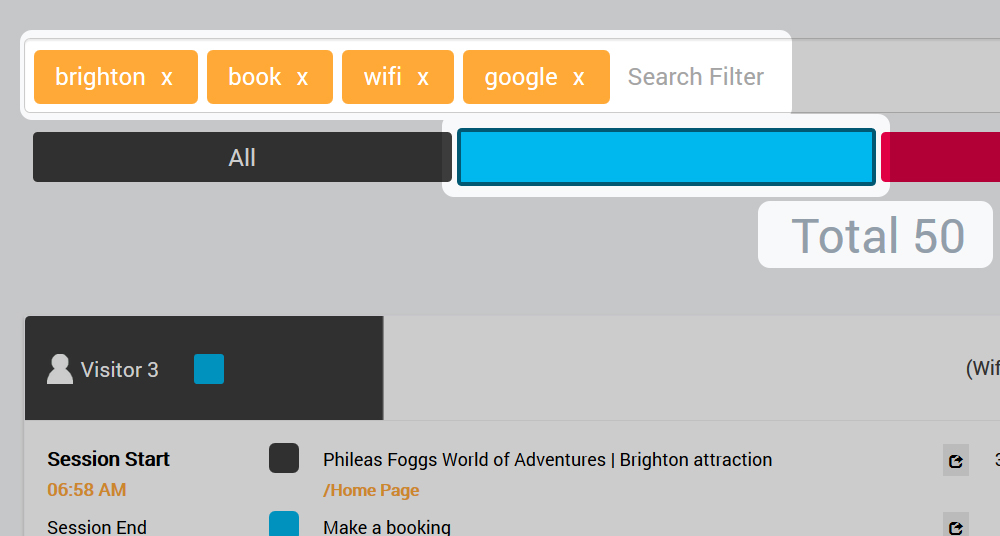 brighton x book x wifi x google x Search Filter
All
Total 50
Visitor 3
(Wif
Session Start Phileas Foggs World of Adventures | Brighton attraction
06:58 AM /Home Page
Session End Make a booking